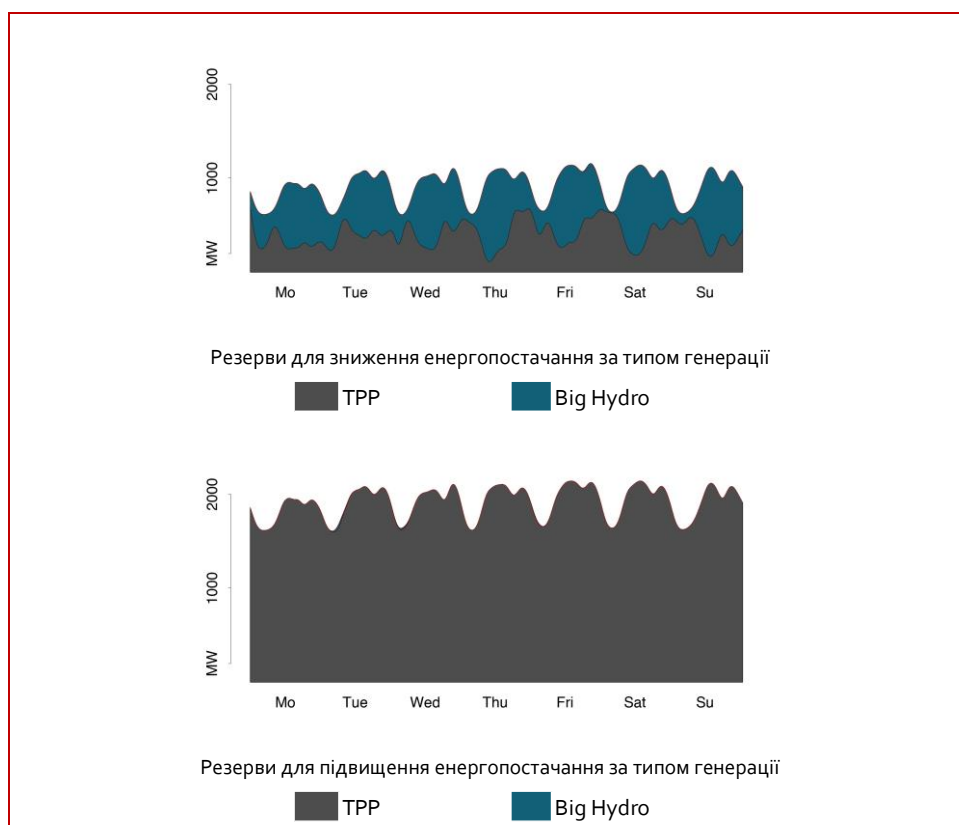 2000
1000
MW
Mo Tue Wed Thu Fri Sat Su
Резерви для зниження енергопостачання за типом генерації
TPP Big Hydro
2000
1000
MW
Mo Tue Wed Thu Fri Sat Su
Резерви для підвищення енергопостачання за типом генерації
TPP Big Hydro